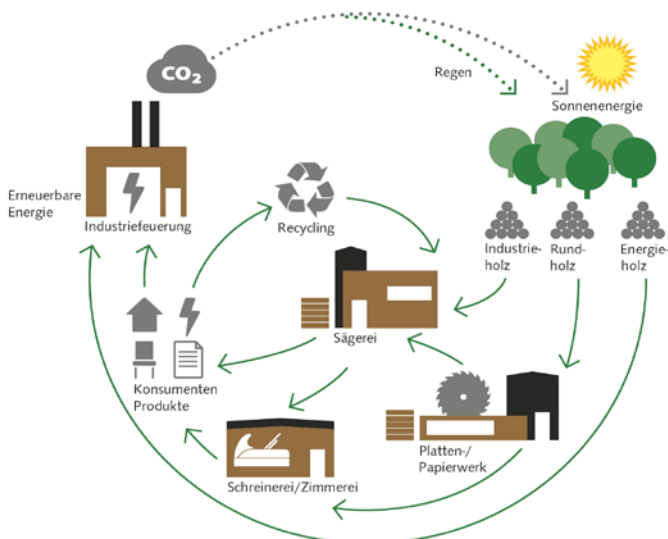 CO₂
Regen
Sonnenenergie
Erneuerbare
Energie
Industriefeuerung
Recycling
Industrie-
holz
Rund-
holz
Energie-
holz
Sägerei
Konsumenten
Produkte
Platten-/
Papierwerk
Schreinerei/Zimmerei